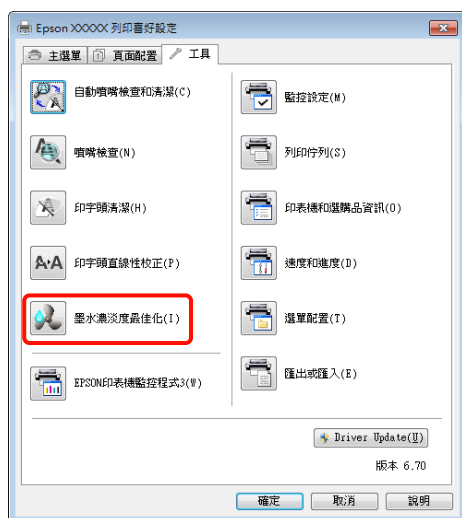 Epson XXXXX 列印喜好設定
主選單 頁面配置 工具
自動噴嘴檢查和清潔(C)
噴嘴檢查(N)
印字頭清潔(H)
印字頭直線性校正(P)
墨水濃淡度最佳化(I)
EPSON印表機監控程式3(W)
監控設定(M)
列印佇列(S)
印表機和選購品資訊(O)
速度和進度(D)
選單配置(T)
匯出或匯入(E)
Driver Update(U)
版本 6.70
確定 取消 說明